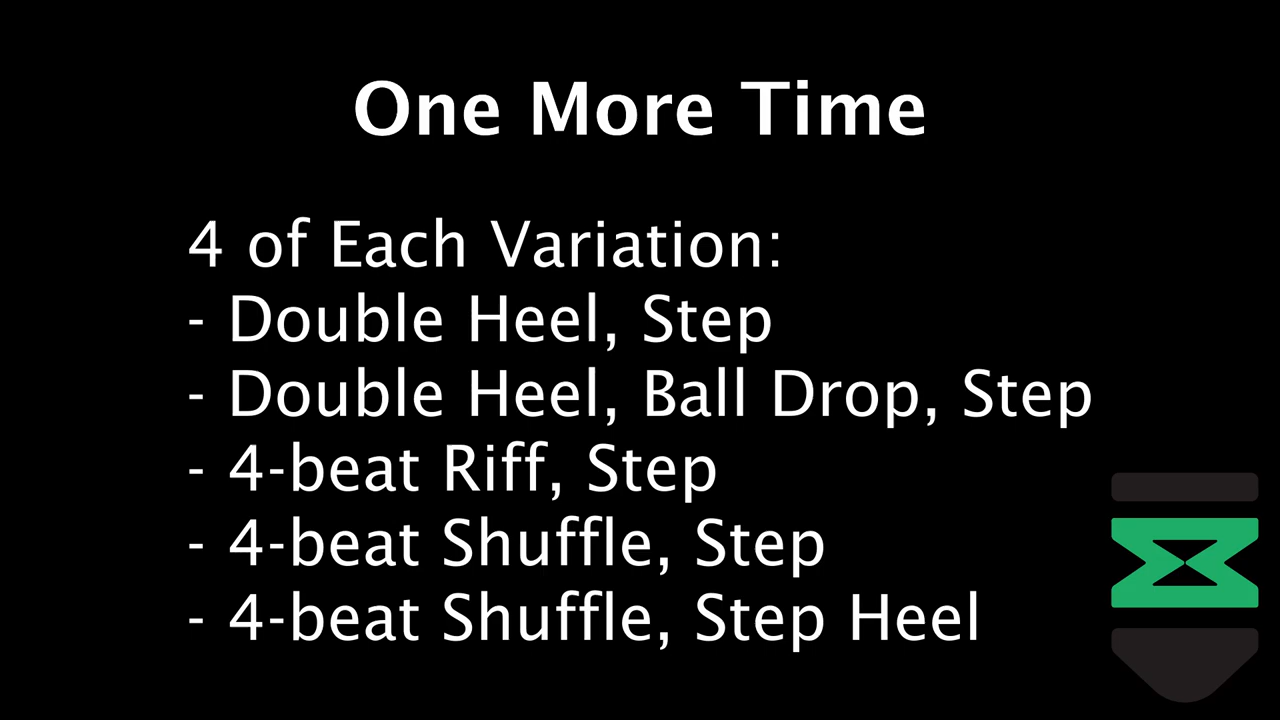 One More Time
4 of Each Variation:
- Double Heel, Step
- Double Heel, Ball Drop, Step
- 4-beat Riff, Step
- 4-beat Shuffle, Step
- 4-beat Shuffle, Step Heel